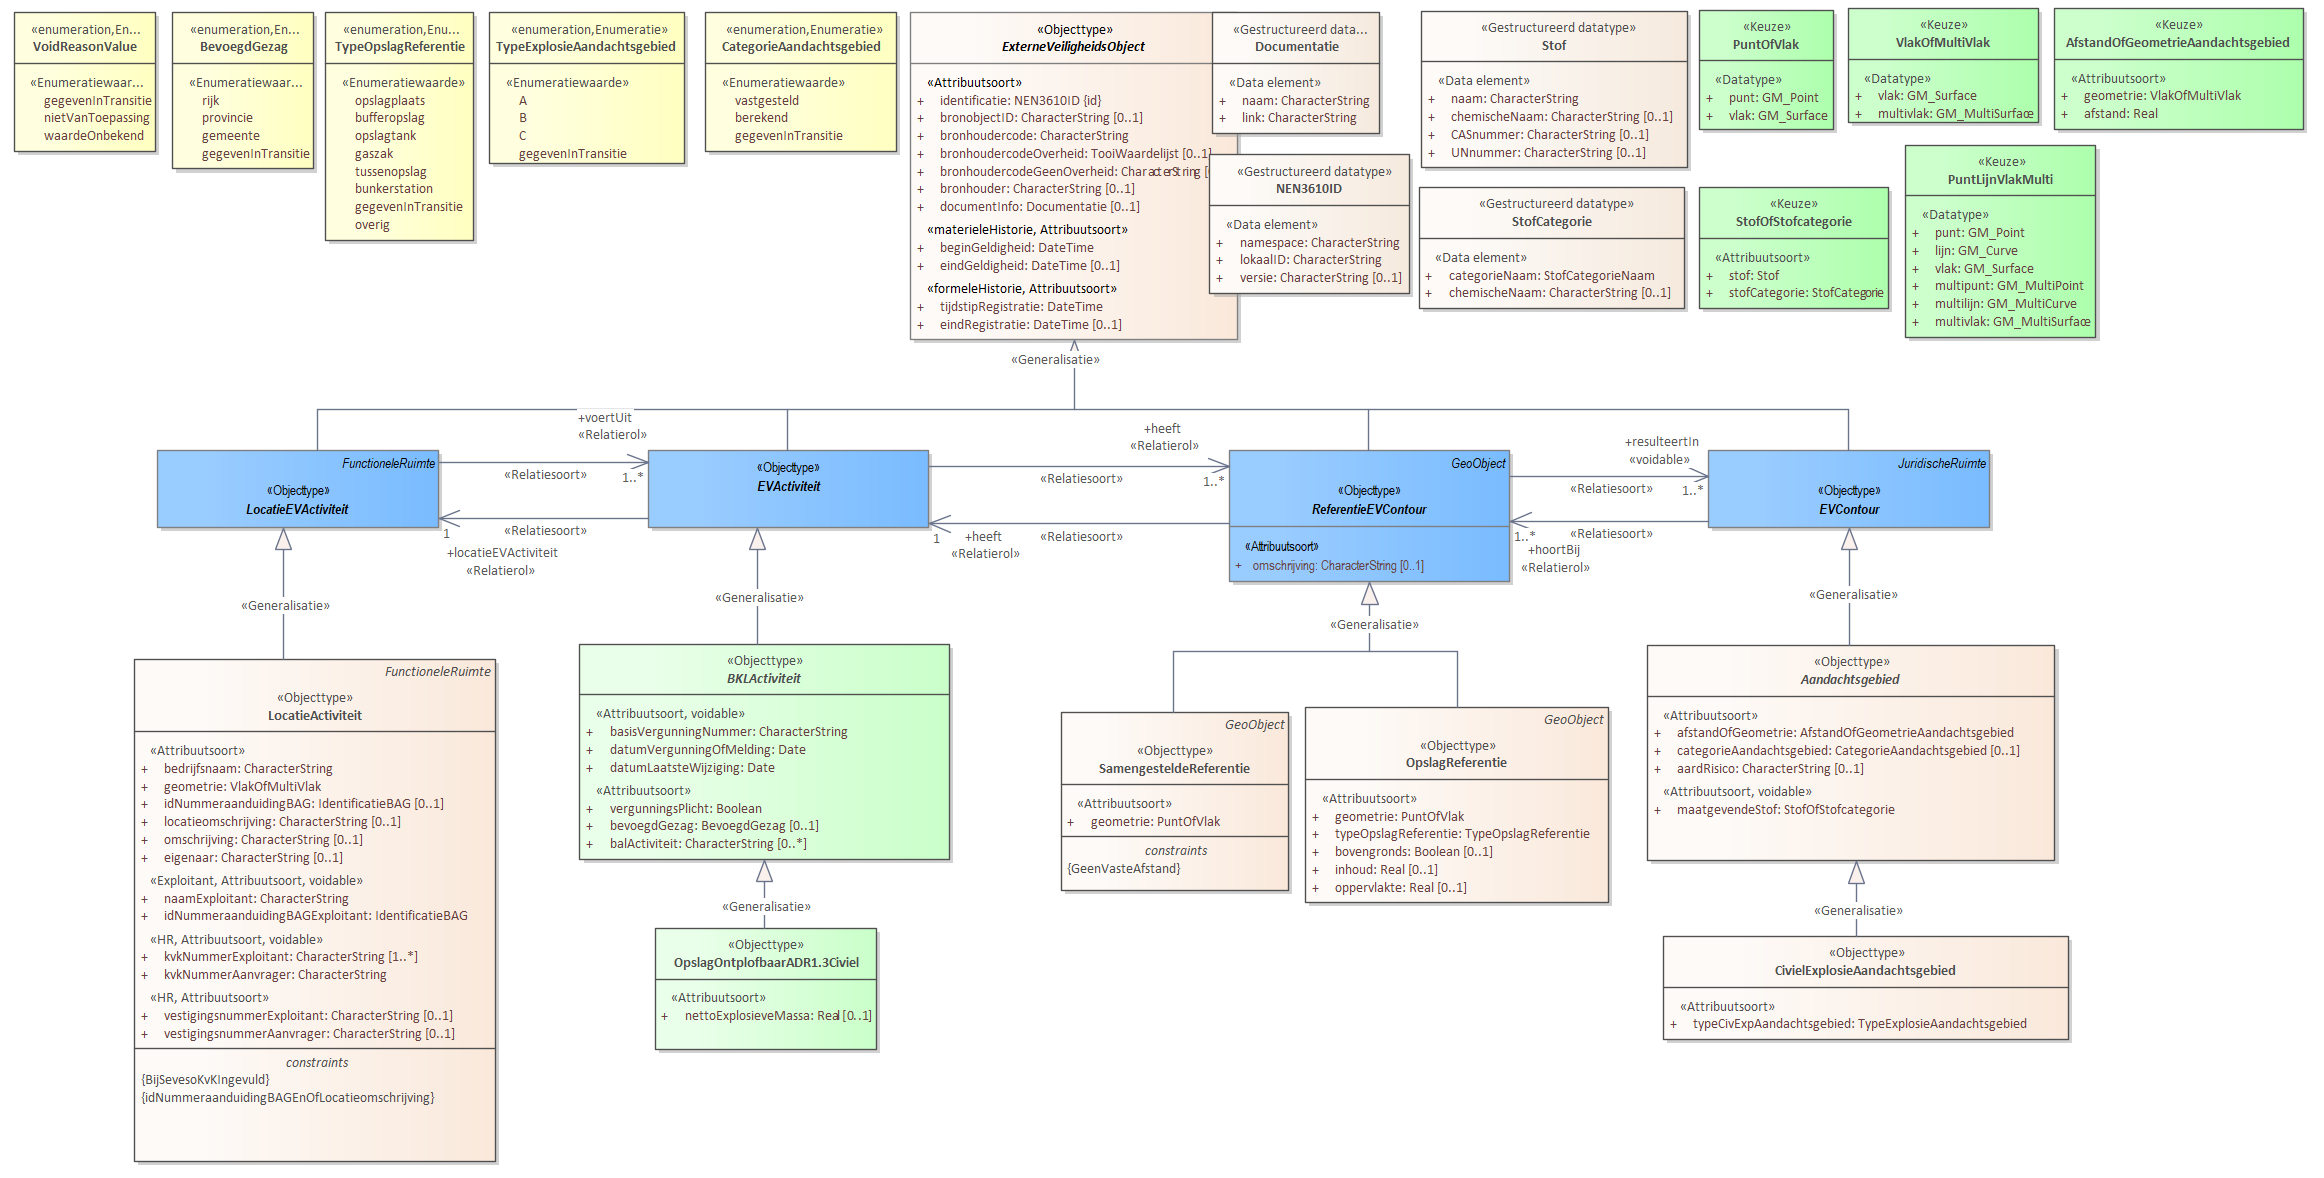 «enumeration,En...
VoidReasonValue
«Enumeratiewaar...
gegevenInTransitie
nietVanToepassing
waardeOnbekend
«enumeration,En...
BevoegdGezag
«Enumeratiewaar...
rijk
provincie
gemeente
gegevenInTransitie
«enumeration,Enu...
TypeOpslagReferentie
«Enumeratiewaarde»
opslagplaats
bufferopslag
opslagtank
gaszak
tussenopslag
bunkerstation
gegevenInTransitie
overig
«enumeration,Enumeratie»
TypeExplosieAandachtsgebied
«Enumeratiewaarde»
A
B
C
gegevenInTransitie
«enumeration,Enumeratie»
CategorieAandachtsgebied
«Enumeratiewaarde»
vastgesteld
berekend
gegevenInTransitie
«Objecttype»
ExterneVeiligheidsObject
«Attribuutsoort»
+ identificatie: NEN3610ID {id}
+ bronobjectID: CharacterString [0..1]
+ bronhoudercode: CharacterString
+ bronhoudercodeOverheid: TooiWaardelijst [0..1]
+ bronhoudercodeGeenOverheid: CharacterString [
+ bronhouder: CharacterString [0..1]
+ documentInfo: Documentatie [0..1]
«materieleHistorie, Attribuutsoort»
+ beginGeldigheid: DateTime
+ eindGeldigheid: DateTime [0..1]
«formeleHistorie, Attribuutsoort»
+ tijdstipRegistratie: DateTime
+ eindRegistratie: DateTime [0..1]
«Gestructureerd data...
Documentatie
«Data element»
+ naam: CharacterString
+ link: CharacterString
«Gestructureerd datatype»
NEN3610ID
«Data element»
+ namespace: CharacterString
+ lokaalID: CharacterString
+ versie: CharacterString [0..1]
«Gestructureerd datatype»
Stof
«Data element»
+ naam: CharacterString
+ chemischeNaam: CharacterString [0..1]
+ CASnummer: CharacterString [0..1]
+ UNnummer: CharacterString [0..1]
«Gestructureerd datatype»
StofCategorie
«Data element»
+ categorieNaam: StofCategorieNaam
+ chemischeNaam: CharacterString [0..1]
«Keuze»
PuntOfVlak
«Datatype»
+ punt: GM_Point
+ vlak: GM_Surface
«Keuze»
VlakOfMultiVlak
«Datatype»
+ vlak: GM_Surface
+ multivlak: GM_MultiSurface
«Keuze»
AfstandOfGeometrieAandachtsgebied
«Attribuutsoort»
+ geometrie: VlakOfMultiVlak
+ afstand: Real
«Keuze»
StofOfStofcategorie
«Attribuutsoort»
+ stof: Stof
+ stofCategorie: StofCategorie
«Keuze»
PuntLijnVlakMulti
«Datatype»
+ punt: GM_Point
+ lijn: GM_Curve
+ vlak: GM_Surface
+ multipunt: GM_MultiPoint
+ multilijn: GM_MultiCurve
+ multivlak: GM_MultiSurface
«Generalisatie»
+voertUit
«Relatierol»
«Relatiesoort»
1..*
+heeft
«Relatierol»
«Relatiesoort»
1..*
+resulteertIn
«voidable»
«Relatiesoort»
1..*
FunctioneleRuimte
«Objecttype»
LocatieEVActiviteit
«Objecttype»
EVActiviteit
GeoObject
«Objecttype»
ReferentieEVContour
«Attribuutsoort»
+ omschrijving: CharacterString [0..1]
JuridischeRuimte
«Objecttype»
EVContour
1
«Relatiesoort»
+locatieEVActiviteit
«Relatierol»
1
+heeft
«Relatierol»
«Relatiesoort»
1..*
+hoortBij
«Relatierol»
«Relatiesoort»
«Generalisatie»
«Generalisatie»
«Generalisatie»
«Generalisatie»
FunctioneleRuimte
«Objecttype»
LocatieActiviteit
«Attribuutsoort»
+ bedrijfsnaam: CharacterString
+ geometrie: VlakOfMultiVlak
+ idNummeraanduidingBAG: IdentificatieBAG [0..1]
+ locatieomschrijving: CharacterString [0..1]
+ omschrijving: CharacterString [0..1]
+ eigenaar: CharacterString [0..1]
«Exploitant, Attribuutsoort, voidable»
+ naamExploitant: CharacterString
+ idNummeraanduidingBAGExploitant: IdentificatieBAG
«HR, Attribuutsoort, voidable»
+ kvkNummerExploitant: CharacterString [1..*]
+ kvkNummerAanvrager: CharacterString
«HR, Attribuutsoort»
+ vestigingsnummerExploitant: CharacterString [0..1]
+ vestigingsnummerAanvrager: CharacterString [0..1]
constraints
{BijSevesoKvKIngevuld}
{idNummeraanduidingBAGEnOfLocatieomschrijving}
«Objecttype»
BKLActiviteit
«Attribuutsoort, voidable»
+ basisVergunningNummer: CharacterString
+ datumVergunningOfMelding: Date
+ datumLaatsteWijziging: Date
«Attribuutsoort»
+ vergunningsPlicht: Boolean
+ bevoegdGezag: BevoegdGezag [0..1]
+ balActiviteit: CharacterString [0..*]
«Generalisatie»
«Objecttype»
OpslagOntplofbaarADR1.3Civiel
«Attribuutsoort»
+ nettoExplosieveMassa: Real [0..1]
GeoObject
«Objecttype»
SamengesteldeReferentie
«Attribuutsoort»
+ geometrie: PuntOfVlak
constraints
{GeenVasteAfstand}
GeoObject
«Objecttype»
OpslagReferentie
«Attribuutsoort»
+ geometrie: PuntOfVlak
+ typeOpslagReferentie: TypeOpslagReferentie
+ bovengronds: Boolean [0..1]
+ inhoud: Real [0..1]
+ oppervlakte: Real [0..1]
«Objecttype»
Aandachtsgebied
«Attribuutsoort»
+ afstandOfGeometrie: AfstandOfGeometrieAandachtsgebied
+ categorieAandachtsgebied: CategorieAandachtsgebied [0..1]
+ aardRisico: CharacterString [0..1]
«Attribuutsoort, voidable»
+ maatgevendeStof: StofOfStofcategorie
«Generalisatie»
«Objecttype»
CivielExplosieAandachtsgebied
«Attribuutsoort»
+ typeCivExpAandachtsgebied: TypeExplosieAandachtsgebied